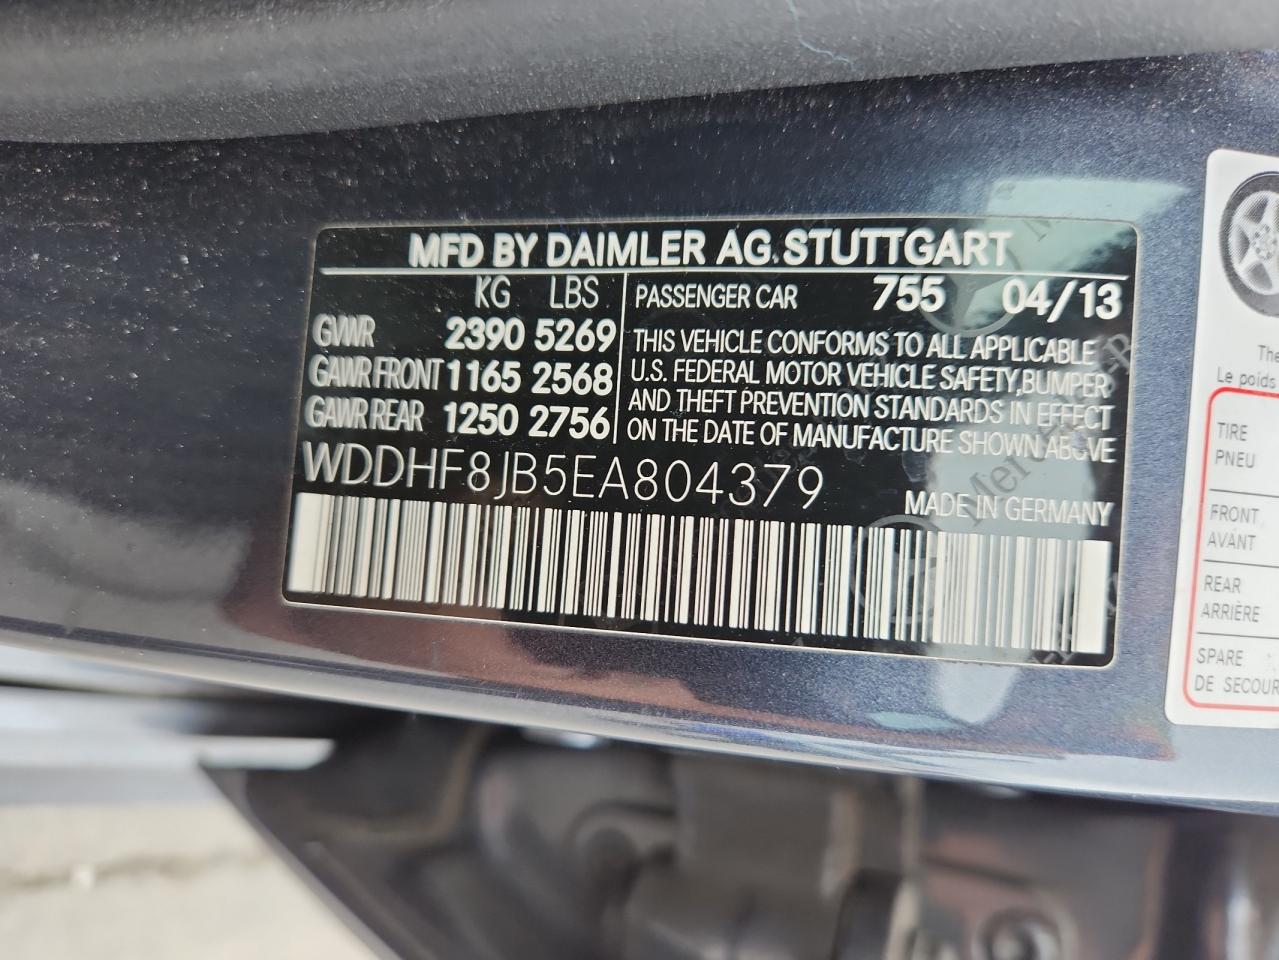 MFD BY DAIMLER AG.STUTTGART
KG LBS
GVWR 2390 5269
GAWR FRONT 1165 2568
GAWR REAR 1250 2756
PASSENGER CAR 755 04/13
THIS VEHICLE CONFORMS TO ALL APPLICABLE
U.S. FEDERAL MOTOR VEHICLE SAFETY,BUMPER
AND THEFT PREVENTION STANDARDS IN EFFECT
ON THE DATE OF MANUFACTURE SHOWN ABOVE
WDDHF8JB5EA804379
MADE IN GERMANY
Le poids
TIRE
PNEU
FRONT
AVANT
REAR
ARRIÈRE
SPARE
DE SECOUR